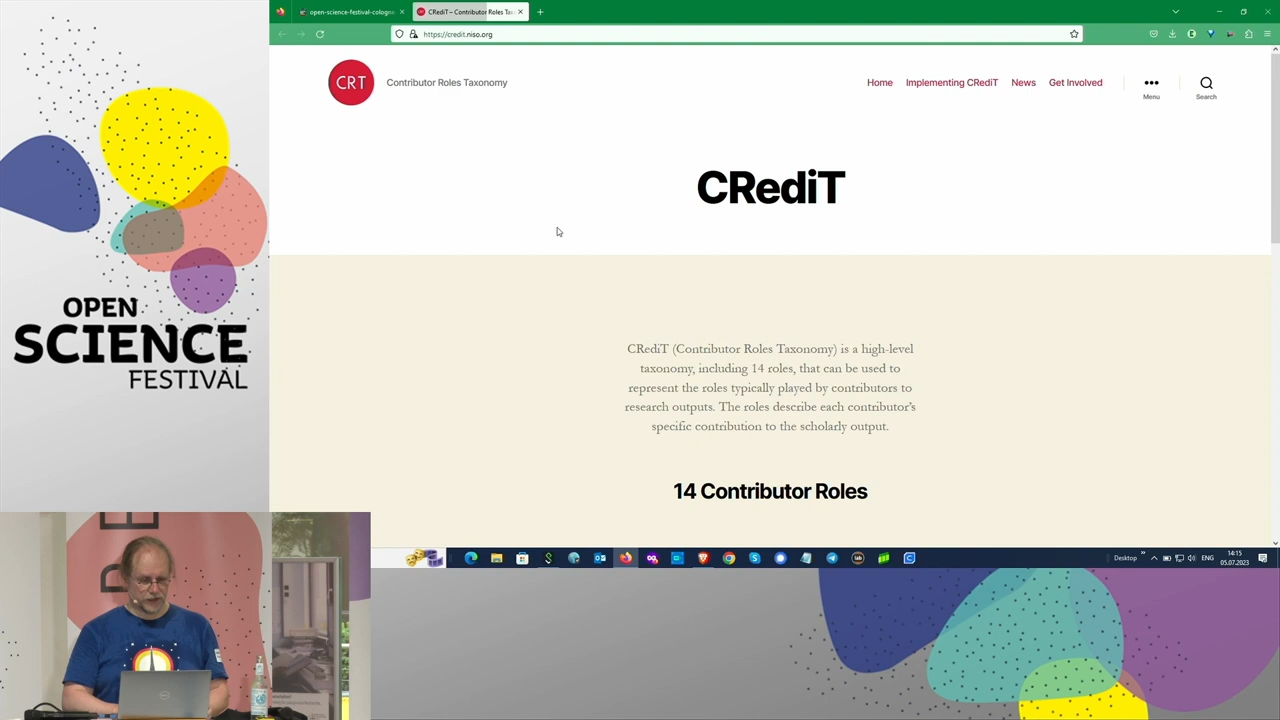 open-science-festival-cologne
CRediT – Contributor Roles Tax
https://credit.niso.org
CRT
Contributor Roles Taxonomy
Home
Implementing CRediT
News
Get Involved
Menu
Search
CRediT
CRediT (Contributor Roles Taxonomy) is a high-level
taxonomy, including 14 roles, that can be used to
represent the roles typically played by contributors to
research outputs. The roles describe each contributor’s
specific contribution to the scholarly output.
14 Contributor Roles
OPEN
SCIENCE
FESTIVAL
Desktop
ENG
14:15
05.07.2023